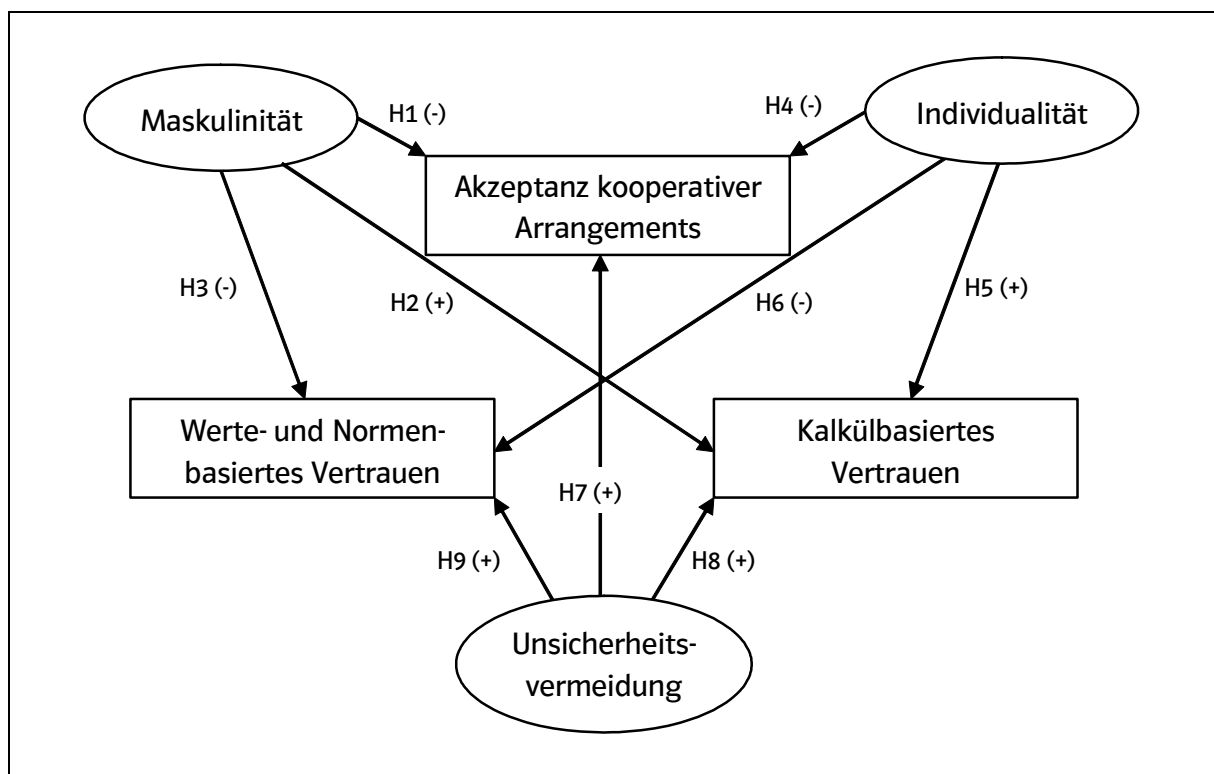 Maskulinität
H1 (-)
H4 (-)
Individualität
Akzeptanz kooperativer
Arrangements
H3 (-)
H2 (+)
H6 (-)
H5 (+)
Werte- und Normen-
basiertes Vertrauen
Kalkülbasiertes
Vertrauen
H7 (+)
H9 (+)
H8 (+)
Unsicherheits-
vermeidung